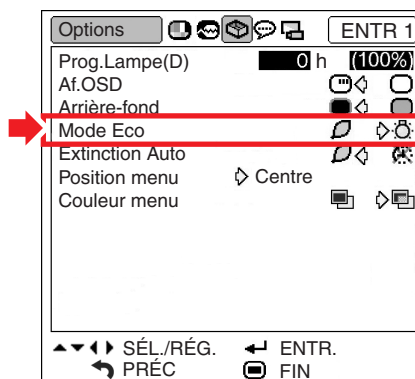 Options ENTR 1
Prog.Lampe(D) 0 h (100%)
Af.OSD
Arrière-fond
Mode Eco
Extinction Auto
Position menu Centre
Couleur menu
SÉL./RÉG. ENTR.
PRÉC FIN